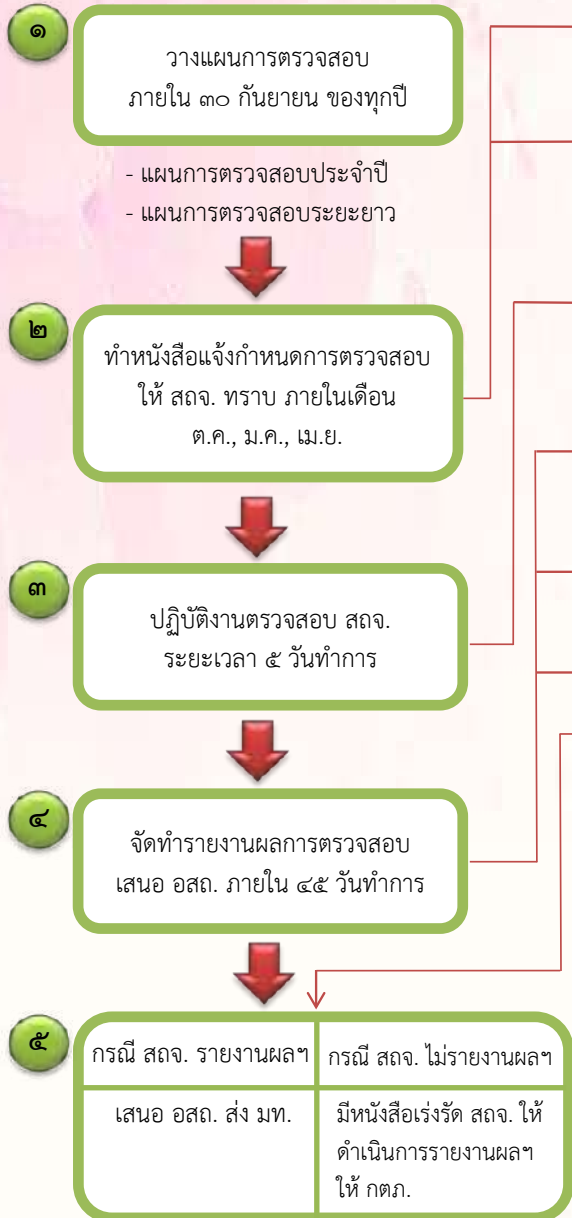 ๑
วางแผนการตรวจสอบ
ภายใน ๓๐ กันยายน ของทุกปี
- แผนการตรวจสอบประจำปี
- แผนการตรวจสอบระยะยาว
๒
ทำหนังสือแจ้งกำหนดการตรวจสอบ
ให้ สถจ. ทราบ ภายในเดือน
ต.ค., ม.ค., เม.ย.
๓
ปฏิบัติงานตรวจสอบ สถจ.
ระยะเวลา ๕ วันทำการ
๔
จัดทำรายงานผลการตรวจสอบ
เสนอ อสถ. ภายใน ๔๕ วันทำการ
๕
กรณี สถจ. รายงานผลฯ
เสนอ อสถ. ส่ง มท.
กรณี สถจ. ไม่รายงานผลฯ
มีหนังสือเร่งรัด สถจ. ให้
ดำเนินการรายงานผลฯ
ให้ กตภ.